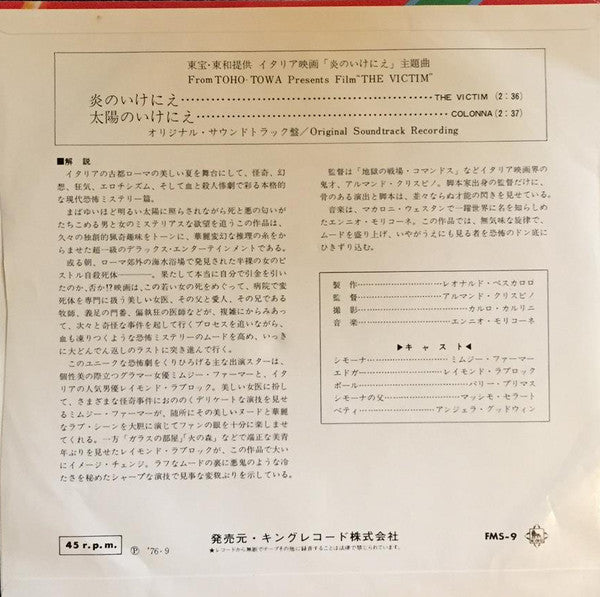 東宝・東和提供 イタリア映画「炎のいけにえ」主題曲
From TOHO-TOWA Presents Film "THE VICTIM"
炎のいけにえ…THE VICTIM (2:36)
太陽のいけにえ…COLONNA (2:37)
オリジナル・サウンドトラック盤／Original Soundtrack Recording
■解 説
イタリアの古都ローマの美しい夏を舞台にして、怪奇、幻
想、狂気、エロチシズム、そして血と殺人惨劇で彩る本格的
な現代恐怖ミステリー篇。
まばゆいほど明るい太陽に照らされながら死と悪の匂いが
たちこめる男と女のミステリアスな欲望を追うこの作品は、
久々の独創的猟奇趣味をトーンに、華麗変幻な推理の糸をか
らませた超一級のデラックス・エンターテインメントである。
或る朝、ローマ郊外の海水浴場で発見された半裸の女のピ
ストル自殺死体———。果たして本当に自分で引金を引いた
のか、否か!?映画は、この若い女の死をめぐって、病院で変
死体を専門に扱う美しい女医、その父と愛人、その兄である
牧師、義足の門番、偏執狂の医師などが、複雑にからみあっ
て、次々と奇怪な事件を起して行くプロセスを追いながら、
血も凍りつくような恐怖ミステリーのムードを高め、いっき
に大どんでん返しのラストに突き進んで行く。
このユニークな恐怖劇をくりひろげる主な出演スターは、
個性美の際立つグラマー女優ミムジー・ファーマーと、イタ
リアの人気男優レイモンド・ラブロック。美しい女医に扮し
て、さまざまな怪奇事件におののくデリケートな演技を見せ
るミムジー・ファーマーが、随所にその美しいヌードと華麗
なラブ・シーンを大胆に演じてファンの眼を十分に楽しませ
てくれる。一方「ガラスの部屋」「火の森」などで端正な美青
年ぶりを見せたレイモンド・ラブロックが、この作品で大い
にイメージ・チェンジ。ラフなムードの裏に悪鬼のような冷
たさを秘めたシャープな演技で見事な変貌ぶりを示している。
監督は「地獄の戦場・コマンドス」などイタリア映画界の
鬼才、アルマンド・クリスピノ。脚本家出身の監督だけに、
骨のある演出と脚本は、並々ならぬ才能の閃きを見せている。
音楽は、マカロニ・ウェスタンで一躍世界に名を知らしめ
たエンニオ・モリコーネ。この作品では、無気味な旋律で、
ムードを盛り上げ、いやがうえにも見る者を恐怖のドン底に
ひきずり込む。
製 作…レオナルド・ペスカロロ
監 督…アルマンド・クリスピノ
撮 影…カルロ・カルリニ
音 楽…エンニオ・モリコーネ
▶キャスト◀
シモーナ…ミムジー・ファーマー
エドガー…レイモンド・ラブロック
ポール…バリー・プリマス
シモーナの父…マッシモ・セラート
ベティ…アンジェラ・グッドウィン
45 r.p.m.
Ⓟ '76・9
発売元・キングレコード株式会社
★レコードから無断でテープその他に録音することは法律で禁じられています。
FMS-9